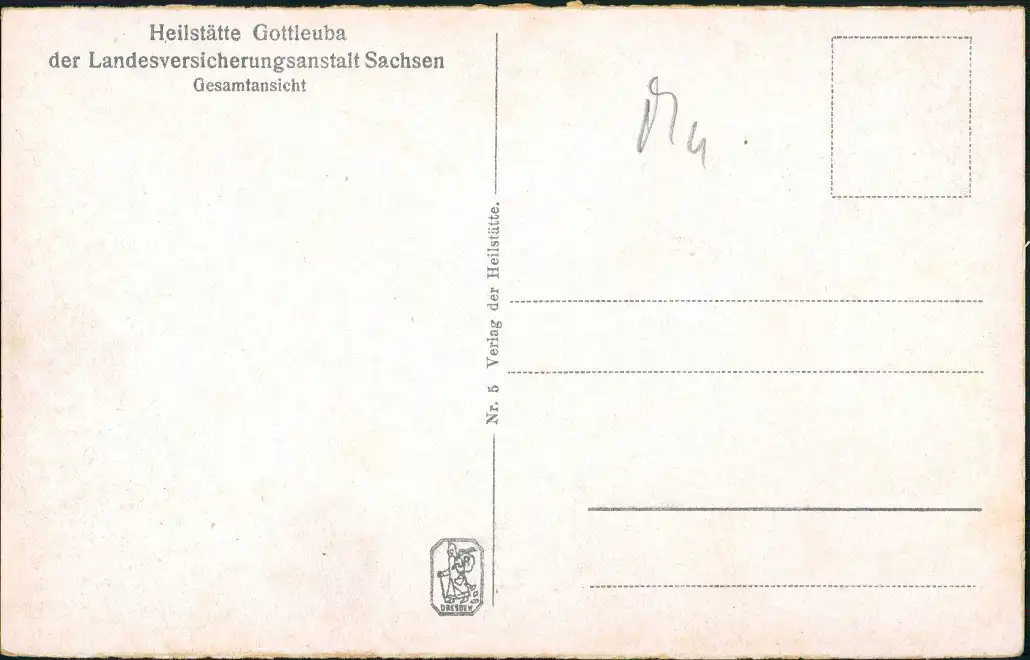 Heilstätte Gottleuba
der Landesversicherungsanstalt Sachsen
Gesamtansicht
Nr. 5 Verlag der Heilstätte.
DRESDEN